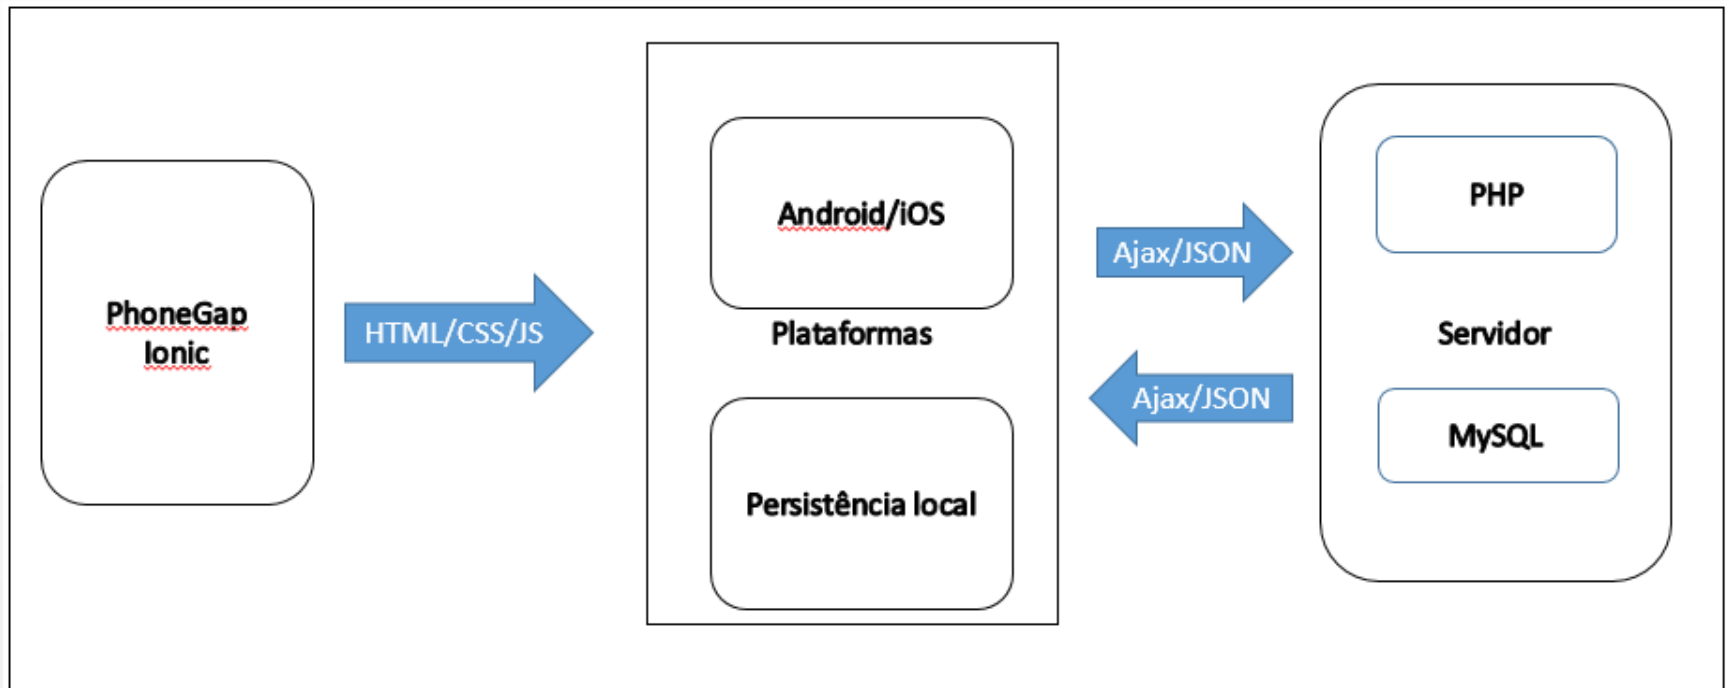 PhoneGap
Ionic
HTML/CSS/JS
Android/iOS
Plataformas
Persistência local
Ajax/JSON
Ajax/JSON
PHP
Servidor
MySQL